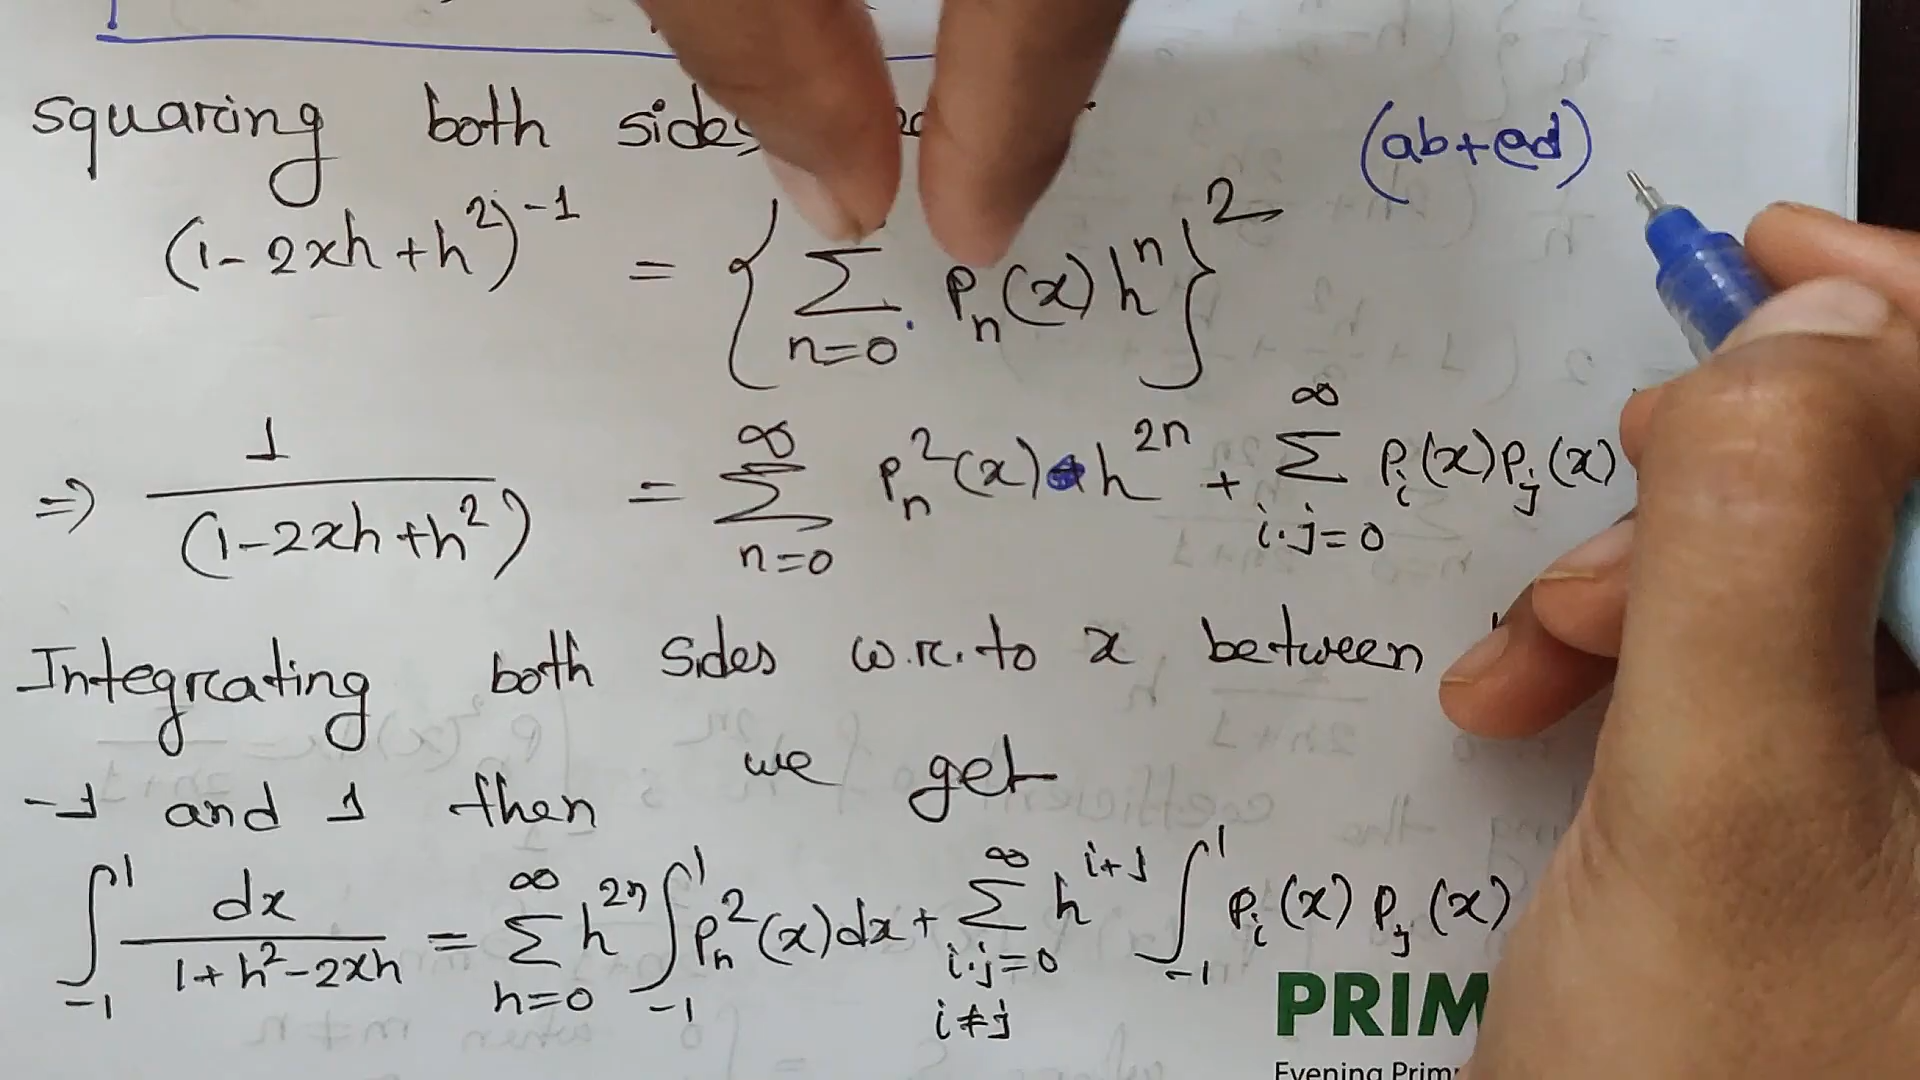 squaring both sides
(ab+cd)
(1-2xh+h²)⁻¹ = {∑ₙ₌₀ Pₙ(x)hⁿ}²
⇒ 1/(1-2xh+h²) = ∑ₙ₌₀^∞ Pₙ²(x)h²ⁿ + ∑ᵢ.ⱼ₌₀^∞ Pᵢ(x)Pⱼ(x)
Integrating both sides w.r.to x between
-1 and 1 then we get
∫₋₁¹ dx/(1+h²-2xh) = ∑ₙ₌₀^∞ h²ⁿ ∫₋₁¹ Pₙ²(x)dx + ∑ᵢ.ⱼ₌₀^∞ hⁱ⁺ʲ ∫₋₁¹ Pᵢ(x) Pⱼ(x)
i≠j
PRIM
Evening Prim